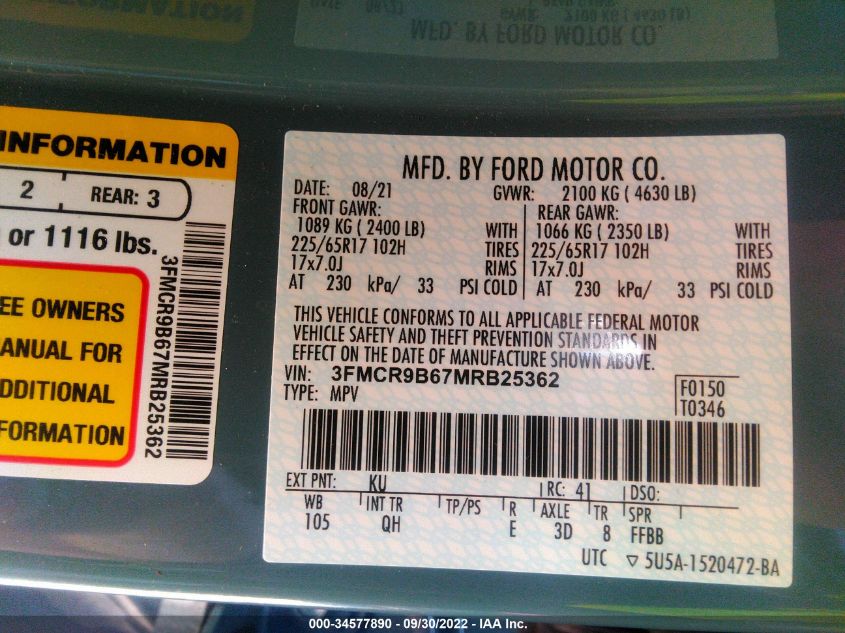 INFORMATION
2 REAR: 3
or 1116 lbs.
EE OWNERS
ANUAL FOR
DDITIONAL
FORMATION
3FMCR9B67MRB25362
MFD. BY FORD MOTOR CO.
DATE: 08/21 GVWR: 2100 KG ( 4630 LB)
FRONT GAWR: REAR GAWR:
1089 KG ( 2400 LB) WITH 1066 KG ( 2350 LB) WITH
225/65R17 102H TIRES 225/65R17 102H TIRES
17x7.0J RIMS 17x7.0J RIMS
AT 230 kPa/ 33 PSI COLD AT 230 kPa/ 33 PSI COLD
THIS VEHICLE CONFORMS TO ALL APPLICABLE FEDERAL MOTOR
VEHICLE SAFETY AND THEFT PREVENTION STANDARDS IN
EFFECT ON THE DATE OF MANUFACTURE SHOWN ABOVE.
VIN: 3FMCR9B67MRB25362
TYPE: MPV
F0150
T0346
EXT PNT: KU RC: 41 DSO:
WB INT TR TP/PS R AXLE TR SPR
105 QH E 3D 8 FFBB
UTC ▽ 5U5A-1520472-BA
000-34577890 - 09/30/2022 - IAA Inc.